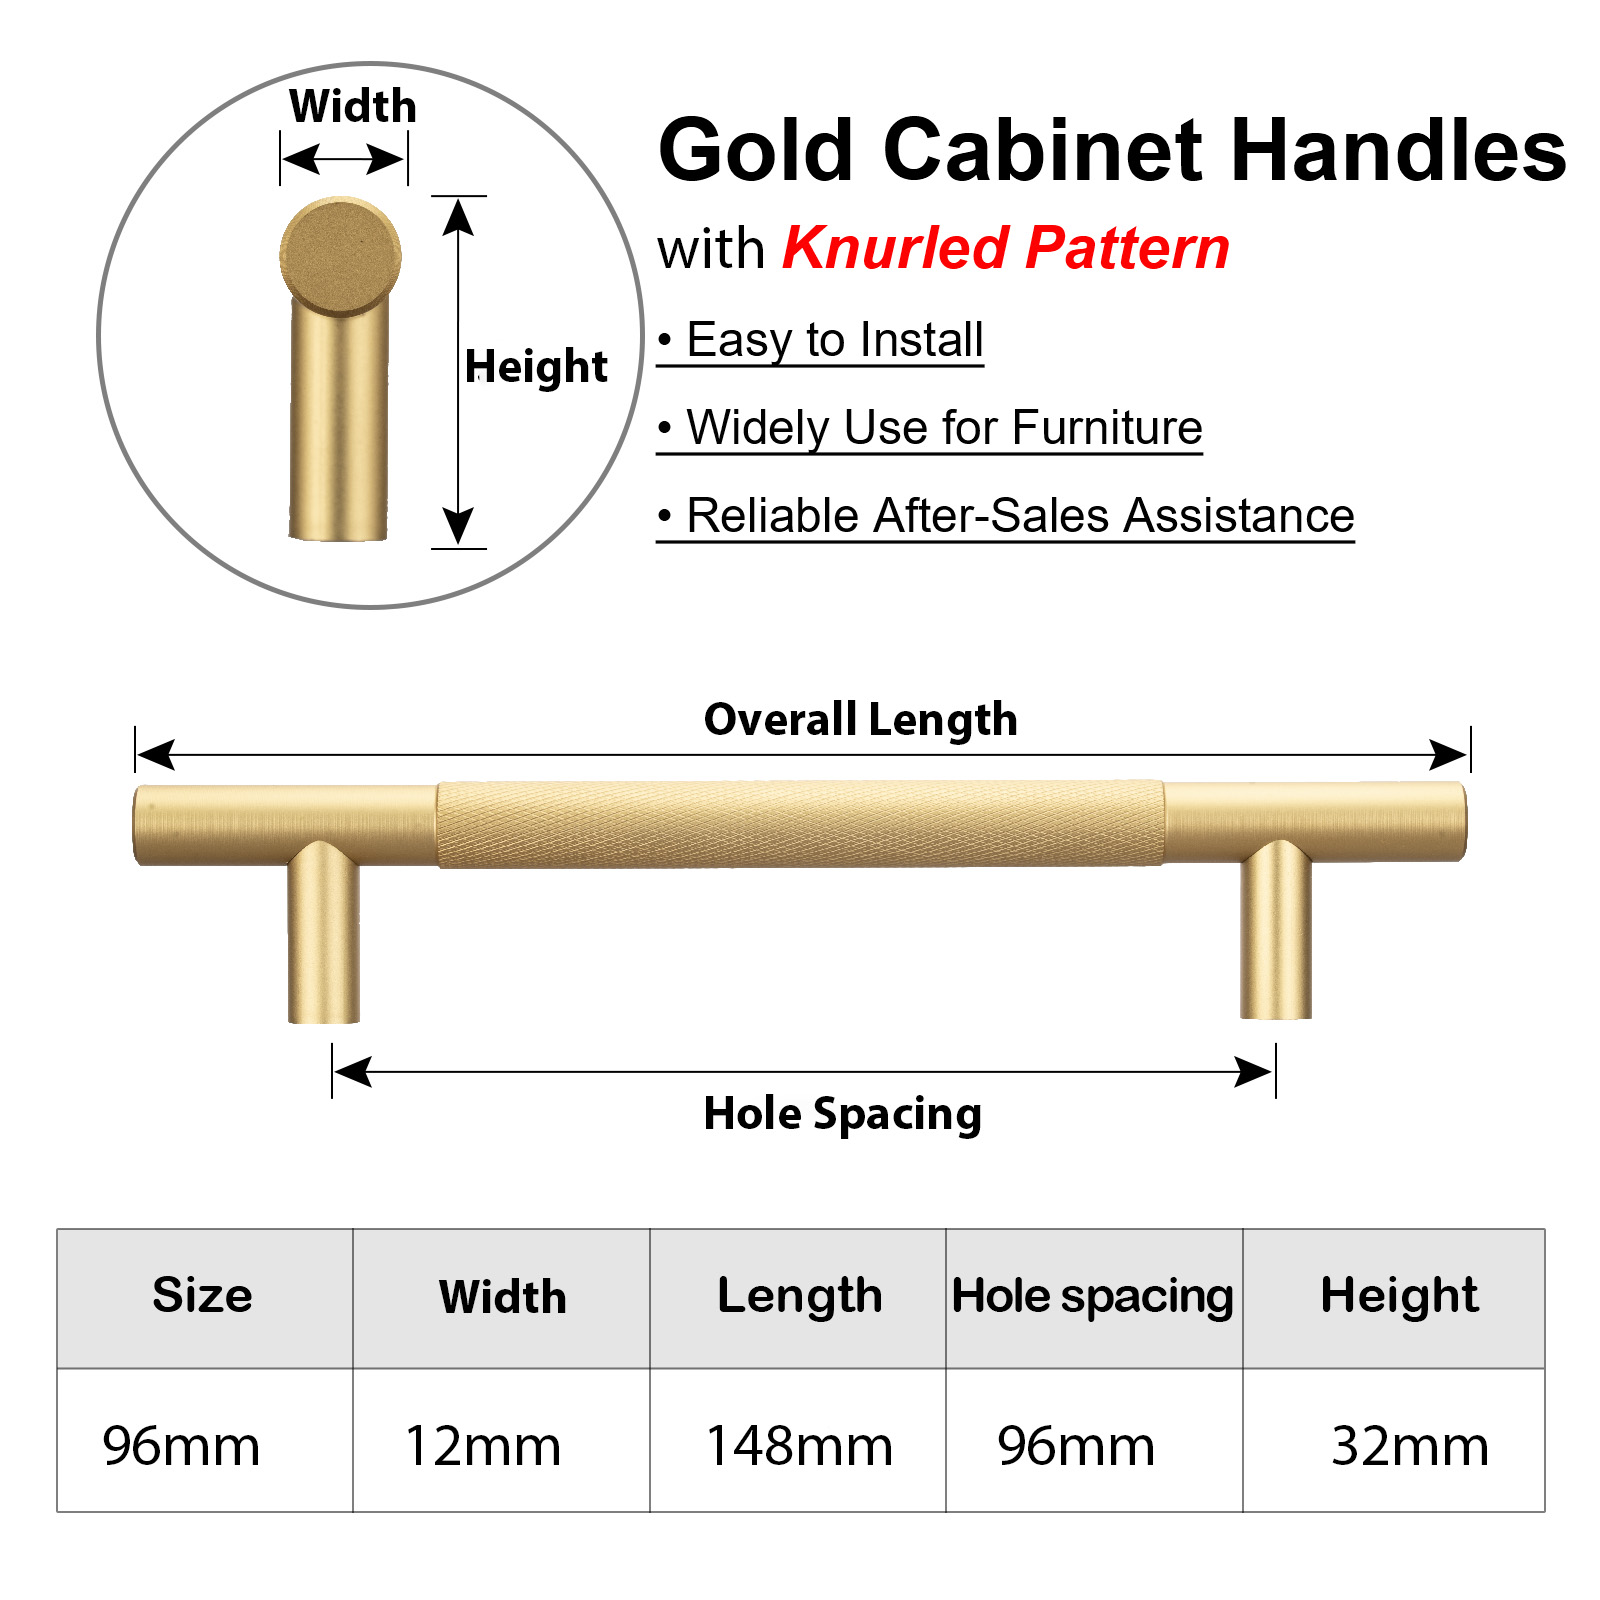 Width
Height
Gold Cabinet Handles
with Knurled Pattern
• Easy to Install
• Widely Use for Furniture
• Reliable After-Sales Assistance
Overall Length
Hole Spacing
Size Width Length Hole spacing Height
96mm 12mm 148mm 96mm 32mm